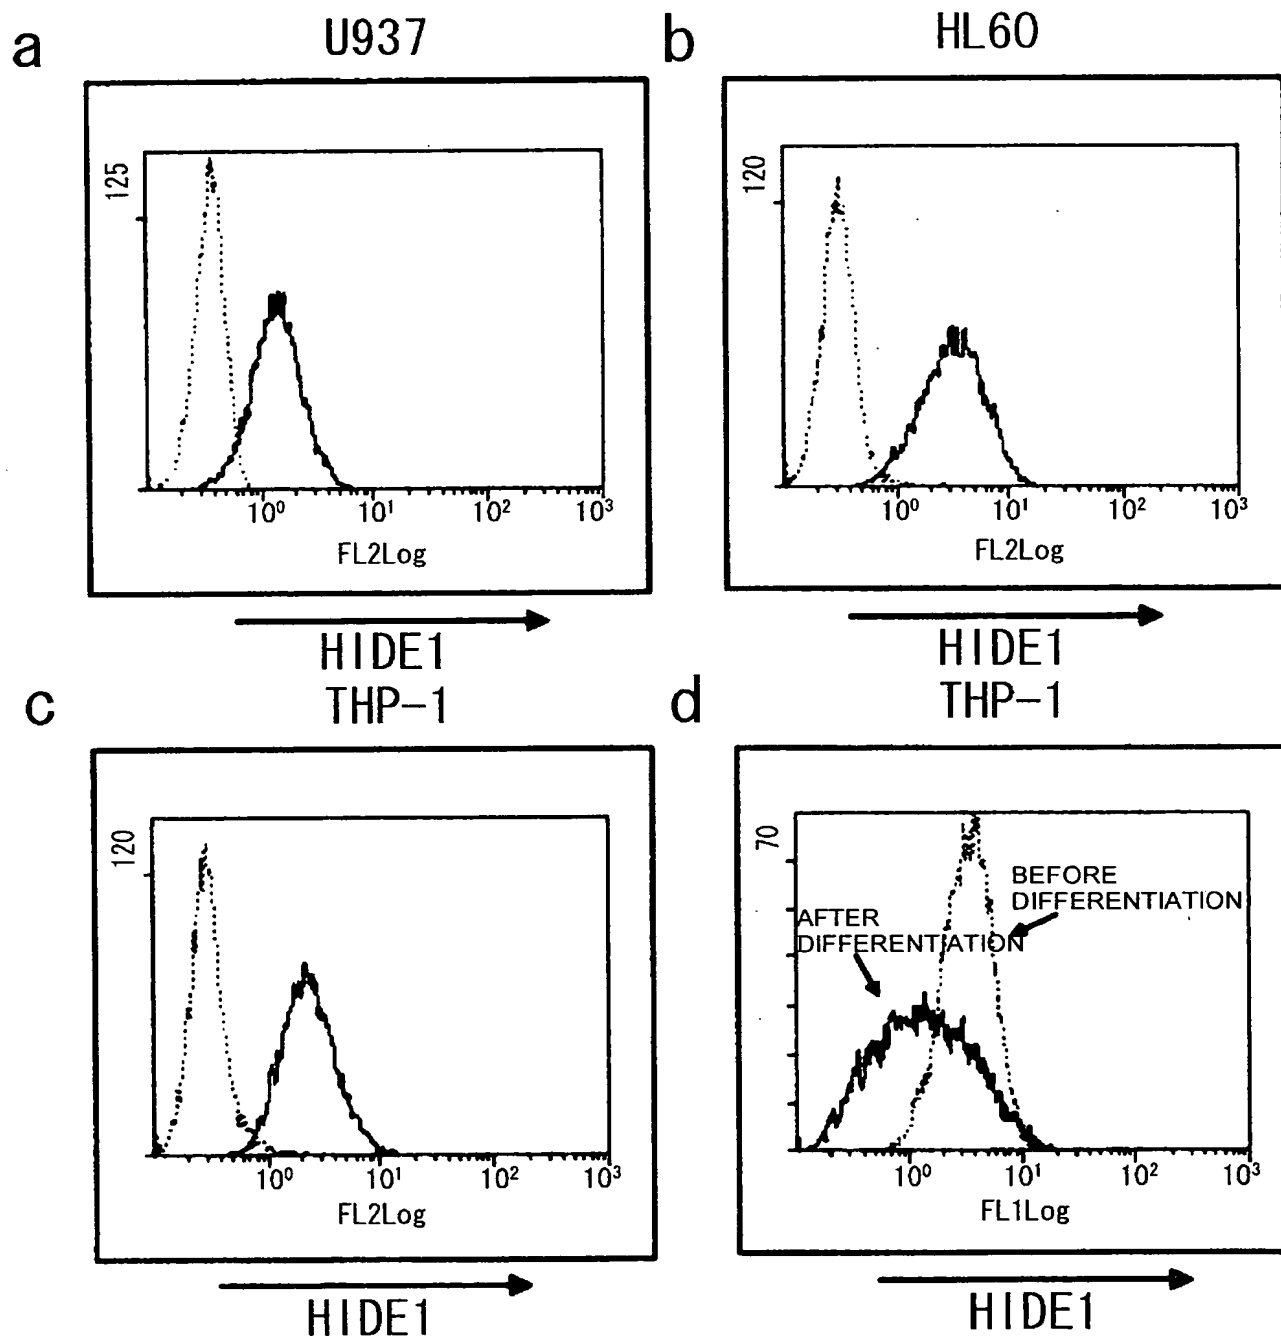 a
U937
125
10⁰ 10¹ 10² 10³
FL2Log
HIDE1
b
HL60
120
10⁰ 10¹ 10² 10³
FL2Log
HIDE1
c
THP-1
120
10⁰ 10¹ 10² 10³
FL2Log
HIDE1
d
THP-1
70
BEFORE
DIFFERENTIATION
AFTER
DIFFERENTIATION
10⁰ 10¹ 10² 10³
FL1Log
HIDE1